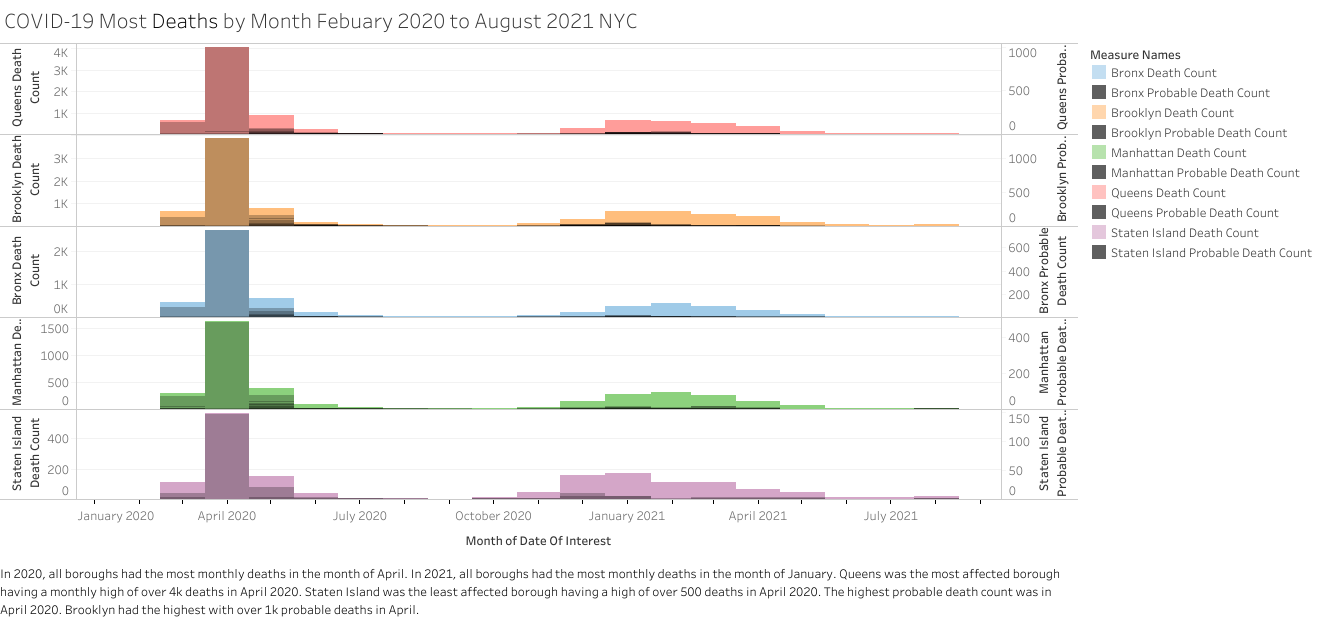 COVID-19 Most Deaths by Month Febuary 2020 to August 2021 NYC
Queens Death
Count
4K
3K
2K
1K
1000
500
0
Queens Proba..
Brooklyn Death
Count
3K
2K
1K
1000
500
0
Brooklyn Prob..
Bronx Death
Count
2K
1K
0K
600
400
200
Bronx Probable
Death Count
Manhattan De..
1500
1000
500
0
400
200
0
Manhattan
Probable Deat..
Staten Island
Death Count
400
200
0
150
100
50
0
Staten Island
Probable Deat..
January 2020
April 2020
July 2020
October 2020
January 2021
April 2021
July 2021
Month of Date Of Interest
Measure Names
Bronx Death Count
Bronx Probable Death Count
Brooklyn Death Count
Brooklyn Probable Death Count
Manhattan Death Count
Manhattan Probable Death Count
Queens Death Count
Queens Probable Death Count
Staten Island Death Count
Staten Island Probable Death Count
In 2020, all boroughs had the most monthly deaths in the month of April. In 2021, all boroughs had the most monthly deaths in the month of January. Queens was the most affected borough
having a monthly high of over 4k deaths in April 2020. Staten Island was the least affected borough having a high of over 500 deaths in April 2020. The highest probable death count was in
April 2020. Brooklyn had the highest with over 1k probable deaths in April.